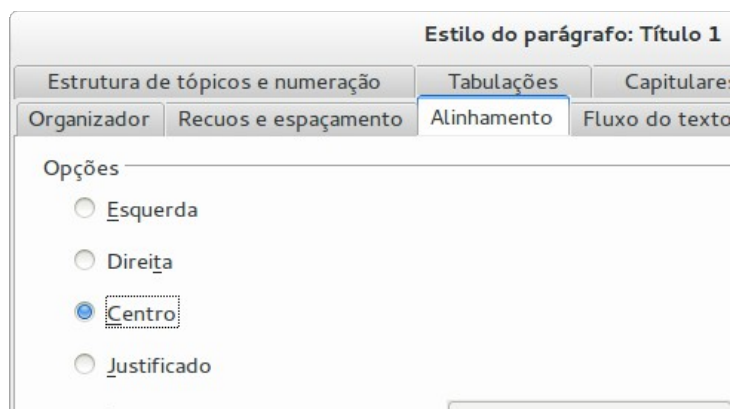 Estilo do parágrafo: Título 1
Estrutura de tópicos e numeração Tabulações
Organizador Recuos e espaçamento Alinhamento Fluxo do texto
Opções
Esquerda
Direita
Centro
Justificado